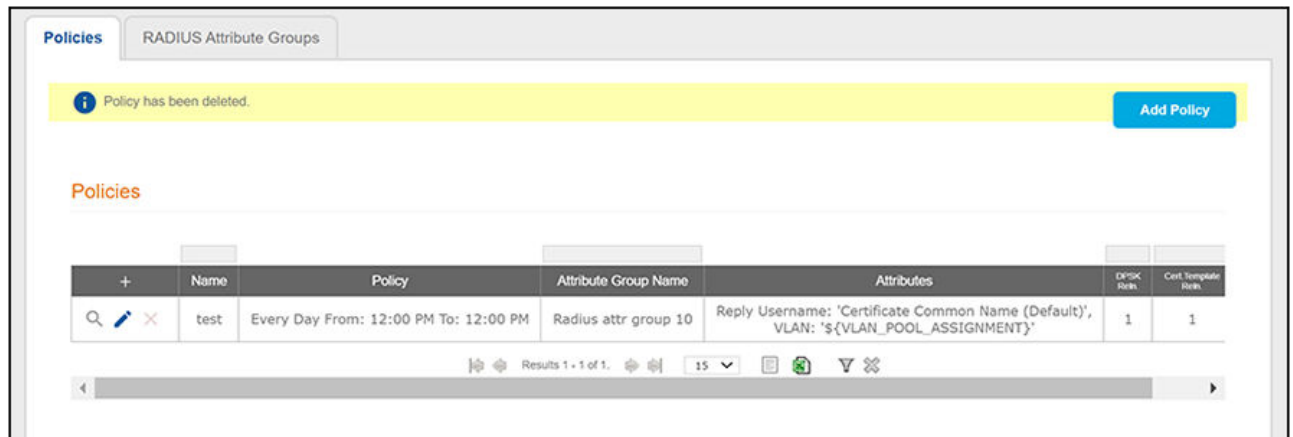 Policies
RADIUS Attribute Groups
Policy has been deleted.
Add Policy
Policies
+ Name Policy Attribute Group Name Attributes DPSK Cert.Template
Reln. Reln.
test Every Day From: 12:00 PM To: 12:00 PM Radius attr group 10 Reply Username: 'Certificate Common Name (Default)', 1 1
VLAN: '${VLAN_POOL_ASSIGNMENT}'
Results 1 - 1 of 1. 15